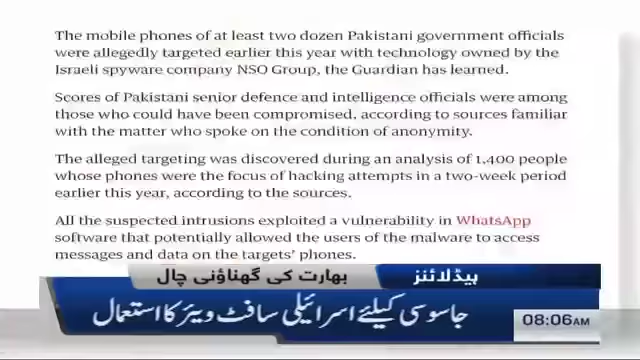 The mobile phones of at least two dozen Pakistani government officials
were allegedly targeted earlier this year with technology owned by the
Israeli spyware company NSO Group, the Guardian has learned.
Scores of Pakistani senior defence and intelligence officials were among
those who could have been compromised, according to sources familiar
with the matter who spoke on the condition of anonymity.
The alleged targeting was discovered during an analysis of 1,400 people
whose phones were the focus of hacking attempts in a two-week period
earlier this year, according to the sources.
All the suspected intrusions exploited a vulnerability in WhatsApp
software that potentially allowed the users of the malware to access
messages and data on the targets' phones.
ہیڈلائنز بھارت کی گھناؤنی چال
جاسوسی کیلئے اسرائیلی سافٹ ویئر کا استعمال
08:06AM